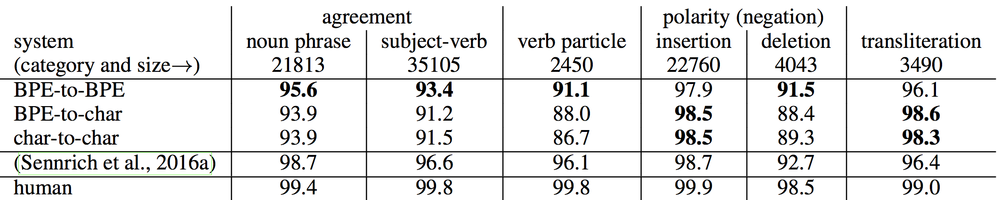 agreement polarity (negation)
system noun phrase subject-verb verb particle insertion deletion transliteration
(category and size→) 21813 35105 2450 22760 4043 3490
BPE-to-BPE 95.6 93.4 91.1 97.9 91.5 96.1
BPE-to-char 93.9 91.2 88.0 98.5 88.4 98.6
char-to-char 93.9 91.5 86.7 98.5 89.3 98.3
(Sennrich et al., 2016a) 98.7 96.6 96.1 98.7 92.7 96.4
human 99.4 99.8 99.8 99.9 98.5 99.0